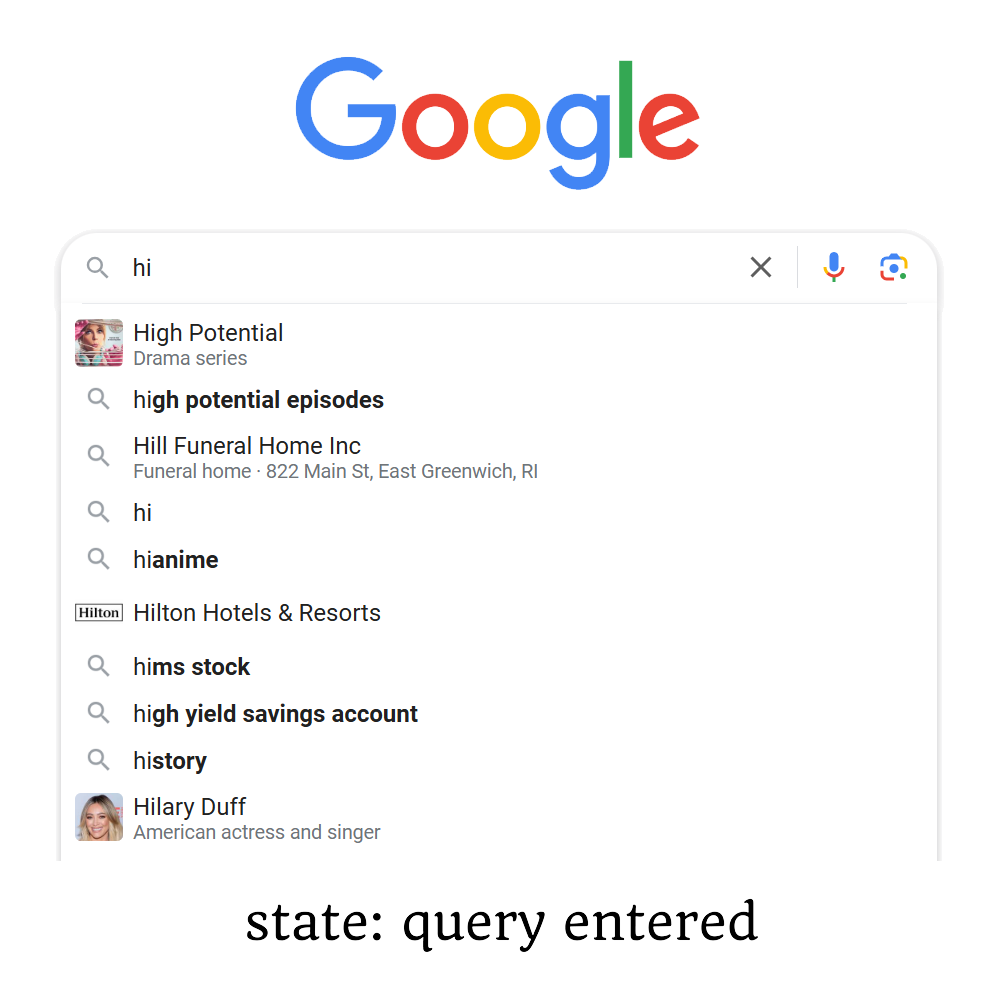 Google
hi
High Potential
Drama series
high potential episodes
Hill Funeral Home Inc
Funeral home · 822 Main St, East Greenwich, RI
hi
hianime
Hilton
Hilton Hotels & Resorts
hims stock
high yield savings account
history
Hilary Duff
American actress and singer
state: query entered